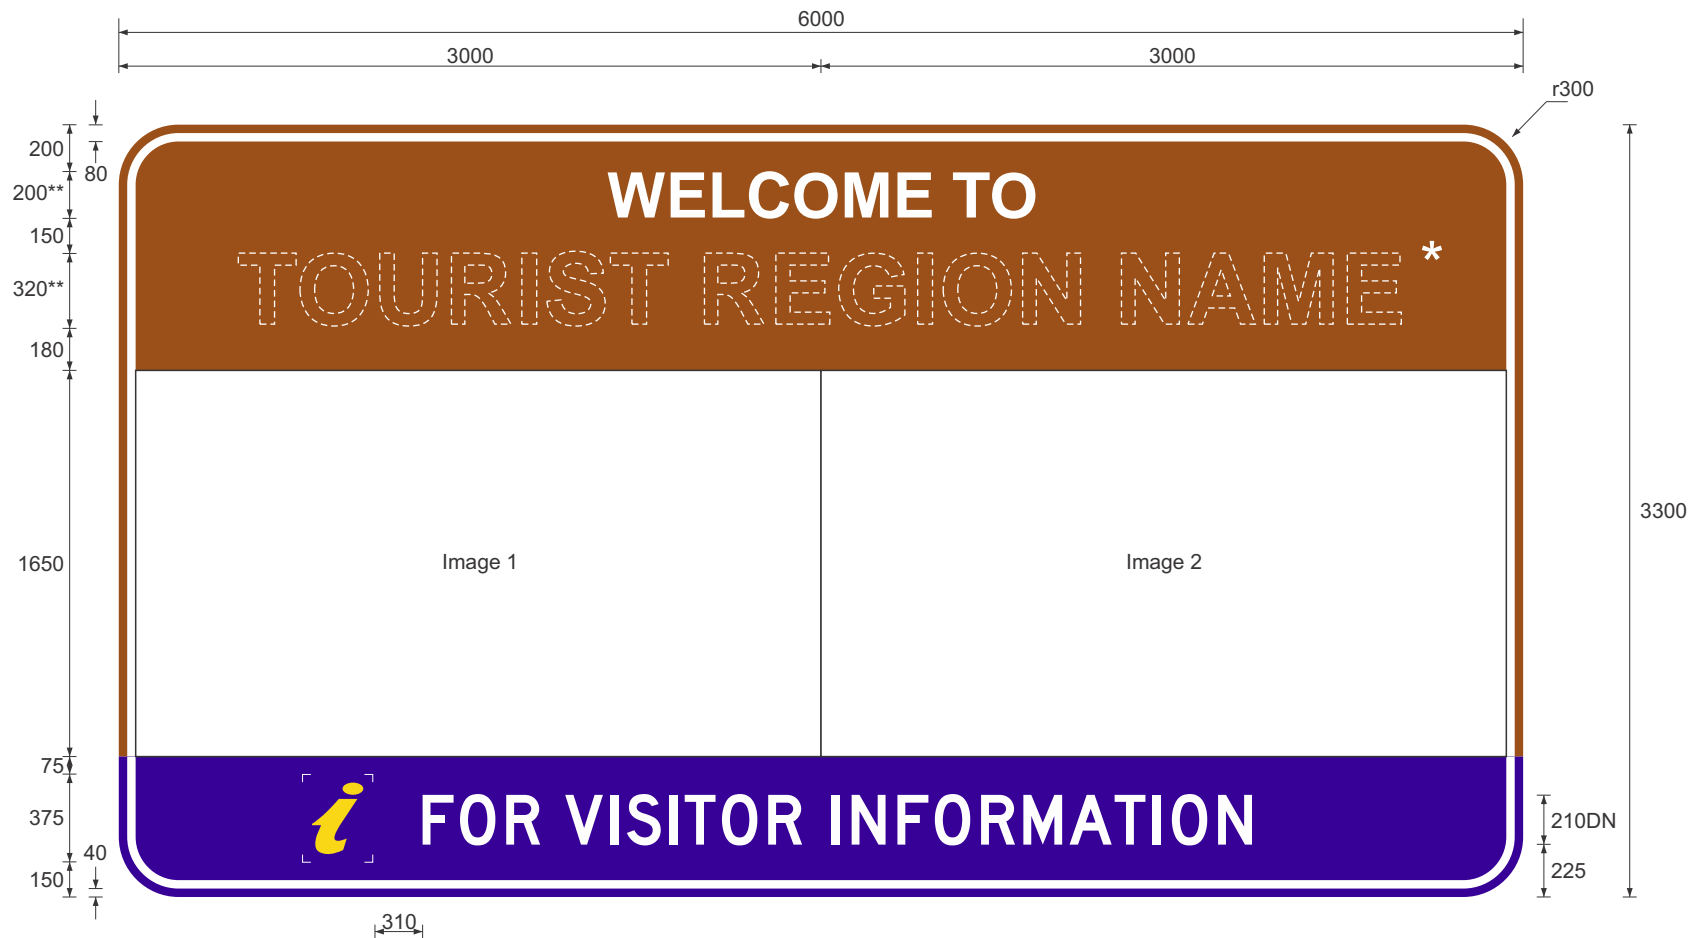 6000
3000 3000
r300
200
80
200**
WELCOME TO
150
TOURIST REGION NAME*
320**
180
3300
1650
Image 1 Image 2
75
i FOR VISITOR INFORMATION
375
210DN
40
150
225
310